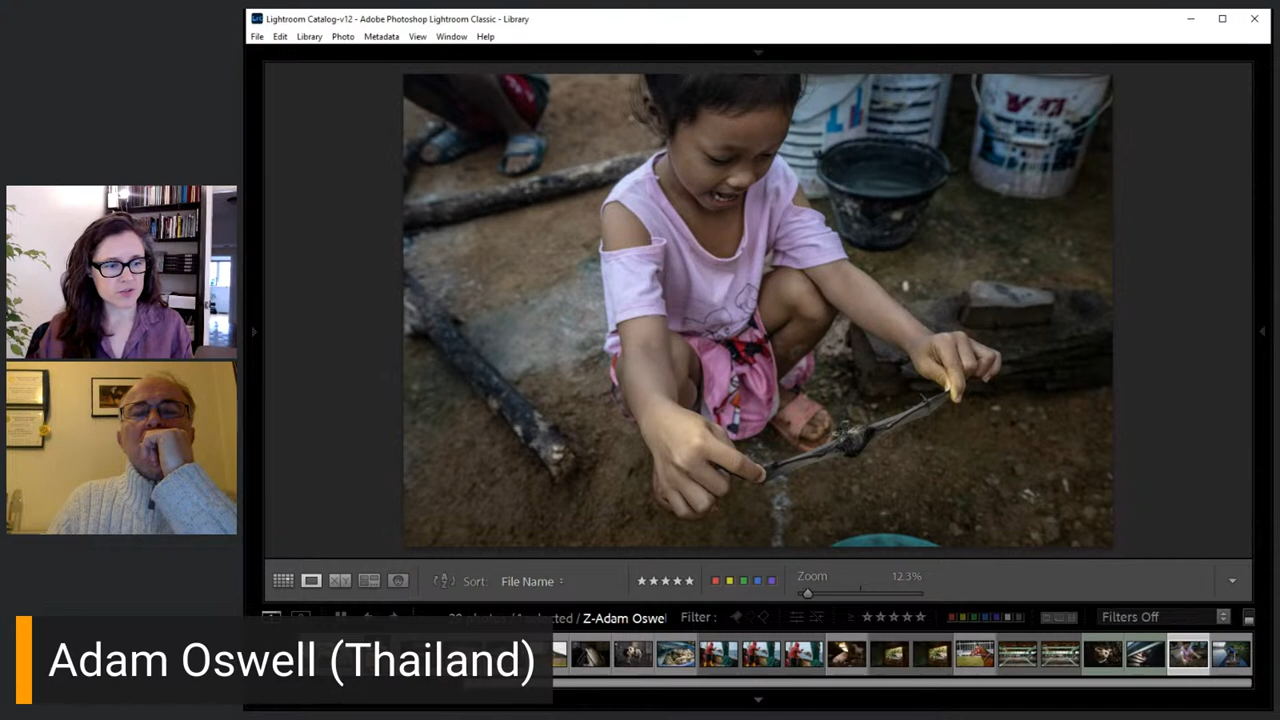 Lightroom Catalog-v12 - Adobe Photoshop Lightroom Classic - Library
File Edit Library Photo Metadata View Window Help
Sort: File Name
Zoom 12.3%
/ Z-Adam Oswe
Filter:
Filters Off
Adam Oswell (Thailand)